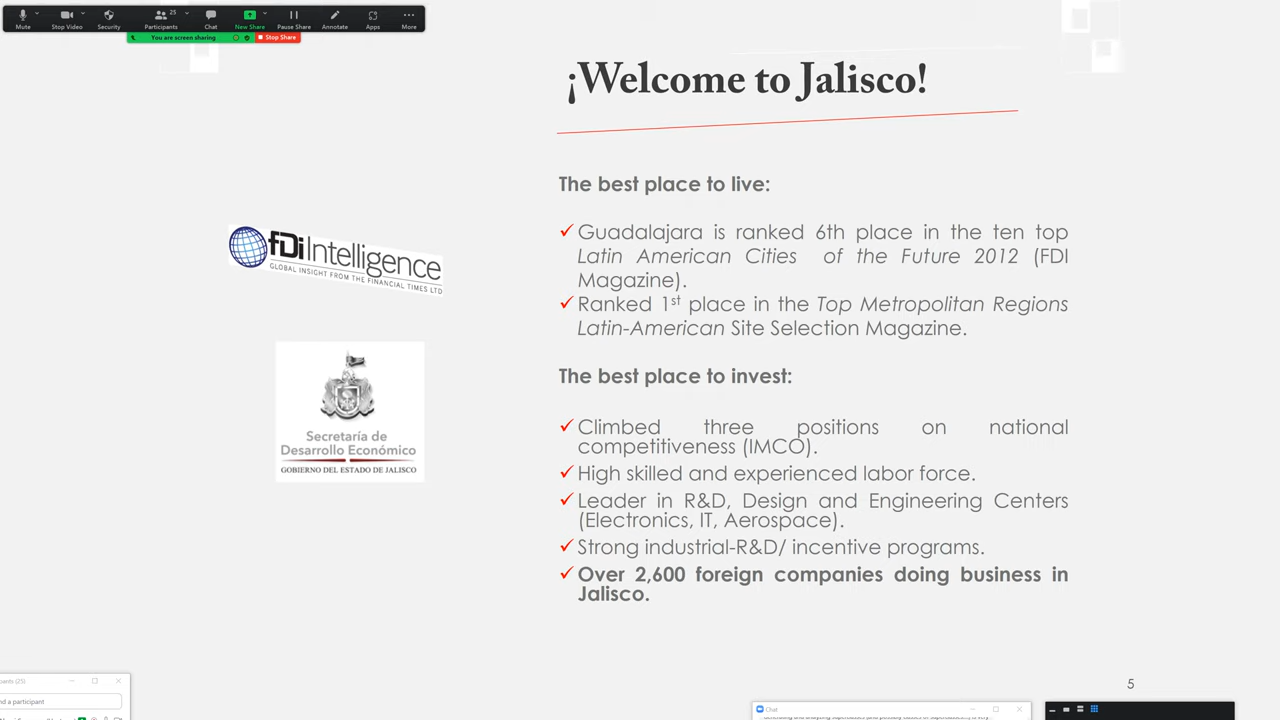 Mute
Stop Video
Security
Participants
25
Chat
New Share
Pause Share
Annotate
Apps
More
You are screen sharing
Stop Share
¡Welcome to Jalisco!
The best place to live:
Guadalajara is ranked 6th place in the ten top
Latin American Cities of the Future 2012 (FDI
Magazine).
Ranked 1st place in the Top Metropolitan Regions
Latin-American Site Selection Magazine.
The best place to invest:
Climbed three positions on national
competitiveness (IMCO).
High skilled and experienced labor force.
Leader in R&D, Design and Engineering Centers
(Electronics, IT, Aerospace).
Strong industrial-R&D/ incentive programs.
Over 2,600 foreign companies doing business in
Jalisco.
fDi Intelligence
GLOBAL INSIGHT FROM THE FINANCIAL TIMES LTD
Secretaría de
Desarrollo Económico
GOBIERNO DEL ESTADO DE JALISCO
5
(25)
a participant
Chat